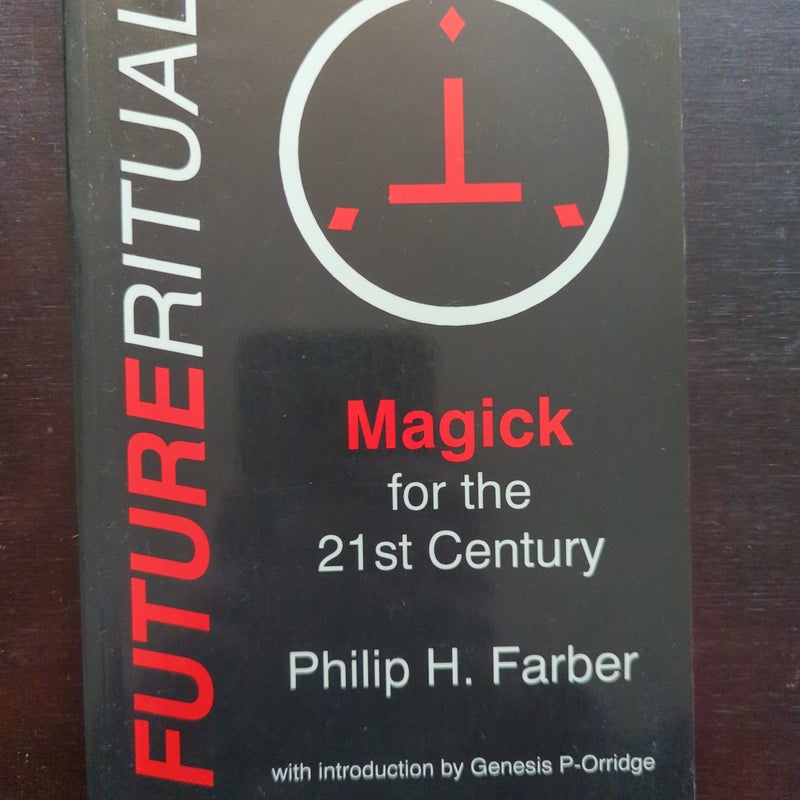 FUTURERITUAL
Magick
for the
21st Century
Philip H. Farber
with introduction by Genesis P-Orridge